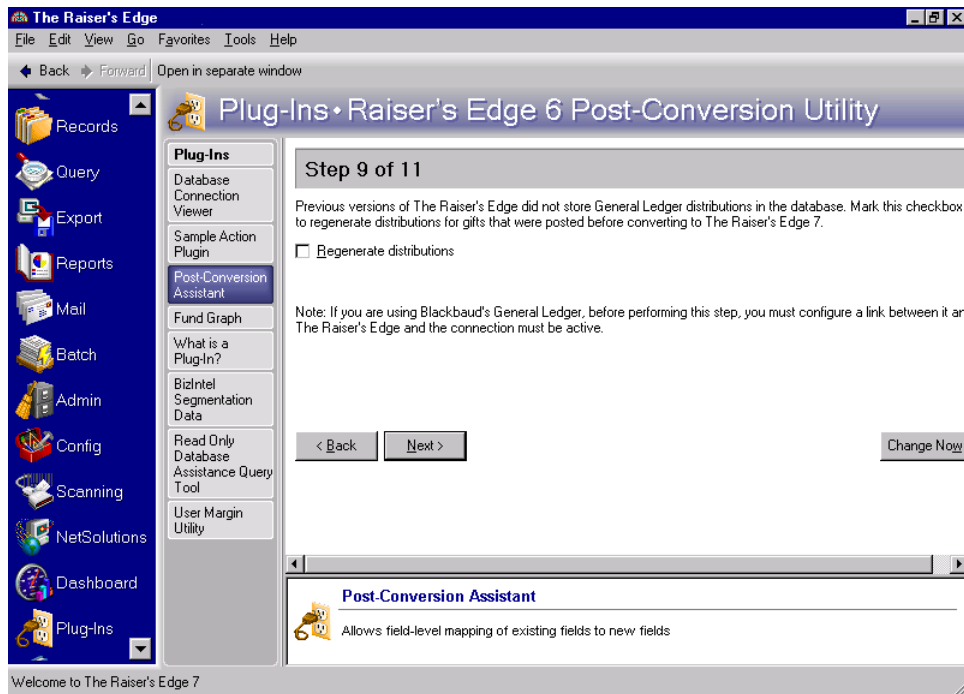 The Raiser's Edge
File Edit View Go Favorites Tools Help
Back Forward Open in separate window
Plug-Ins • Raiser's Edge 6 Post-Conversion Utility
Records
Query
Export
Reports
Mail
Batch
Admin
Config
Scanning
NetSolutions
Dashboard
Plug-Ins
Plug-Ins
Database
Connection
Viewer
Sample Action
Plugin
Post-Conversion
Assistant
Fund Graph
What is a
Plug-In?
BizIntel
Segmentation
Data
Read Only
Database
Assistance Query
Tool
User Margin
Utility
Step 9 of 11
Previous versions of The Raiser's Edge did not store General Ledger distributions in the database. Mark this checkbox
to regenerate distributions for gifts that were posted before converting to The Raiser's Edge 7.
Regenerate distributions
Note: If you are using Blackbaud's General Ledger, before performing this step, you must configure a link between it
The Raiser's Edge and the connection must be active.
< Back
Next >
Change Now
Post-Conversion Assistant
Allows field-level mapping of existing fields to new fields
Welcome to The Raiser's Edge 7